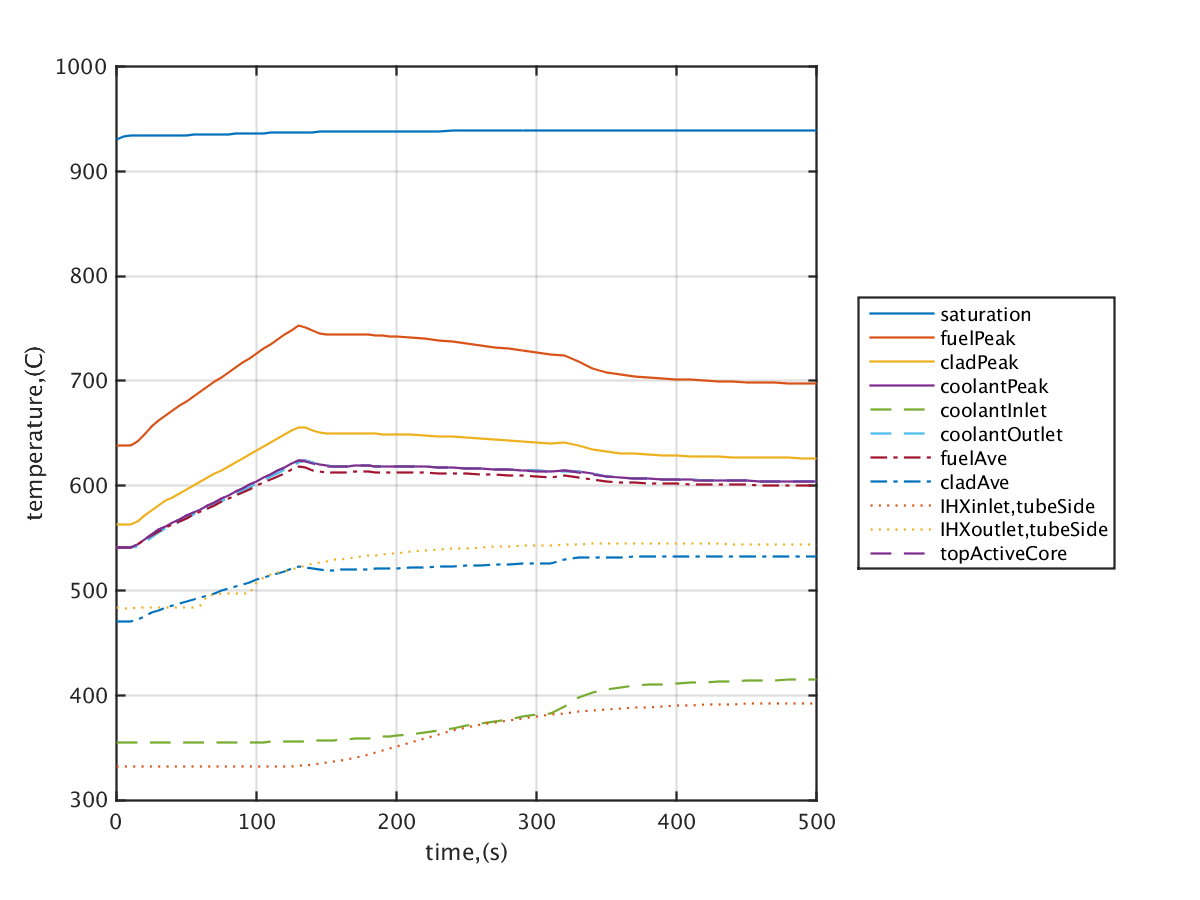 1000
900
800
700
600
500
400
300
0 100 200 300 400 500
time,(s)
temperature,(C)
saturation
fuelPeak
cladPeak
coolantPeak
coolantInlet
coolantOutlet
fuelAve
cladAve
IHXinlet,tubeSide
IHXoutlet,tubeSide
topActiveCore